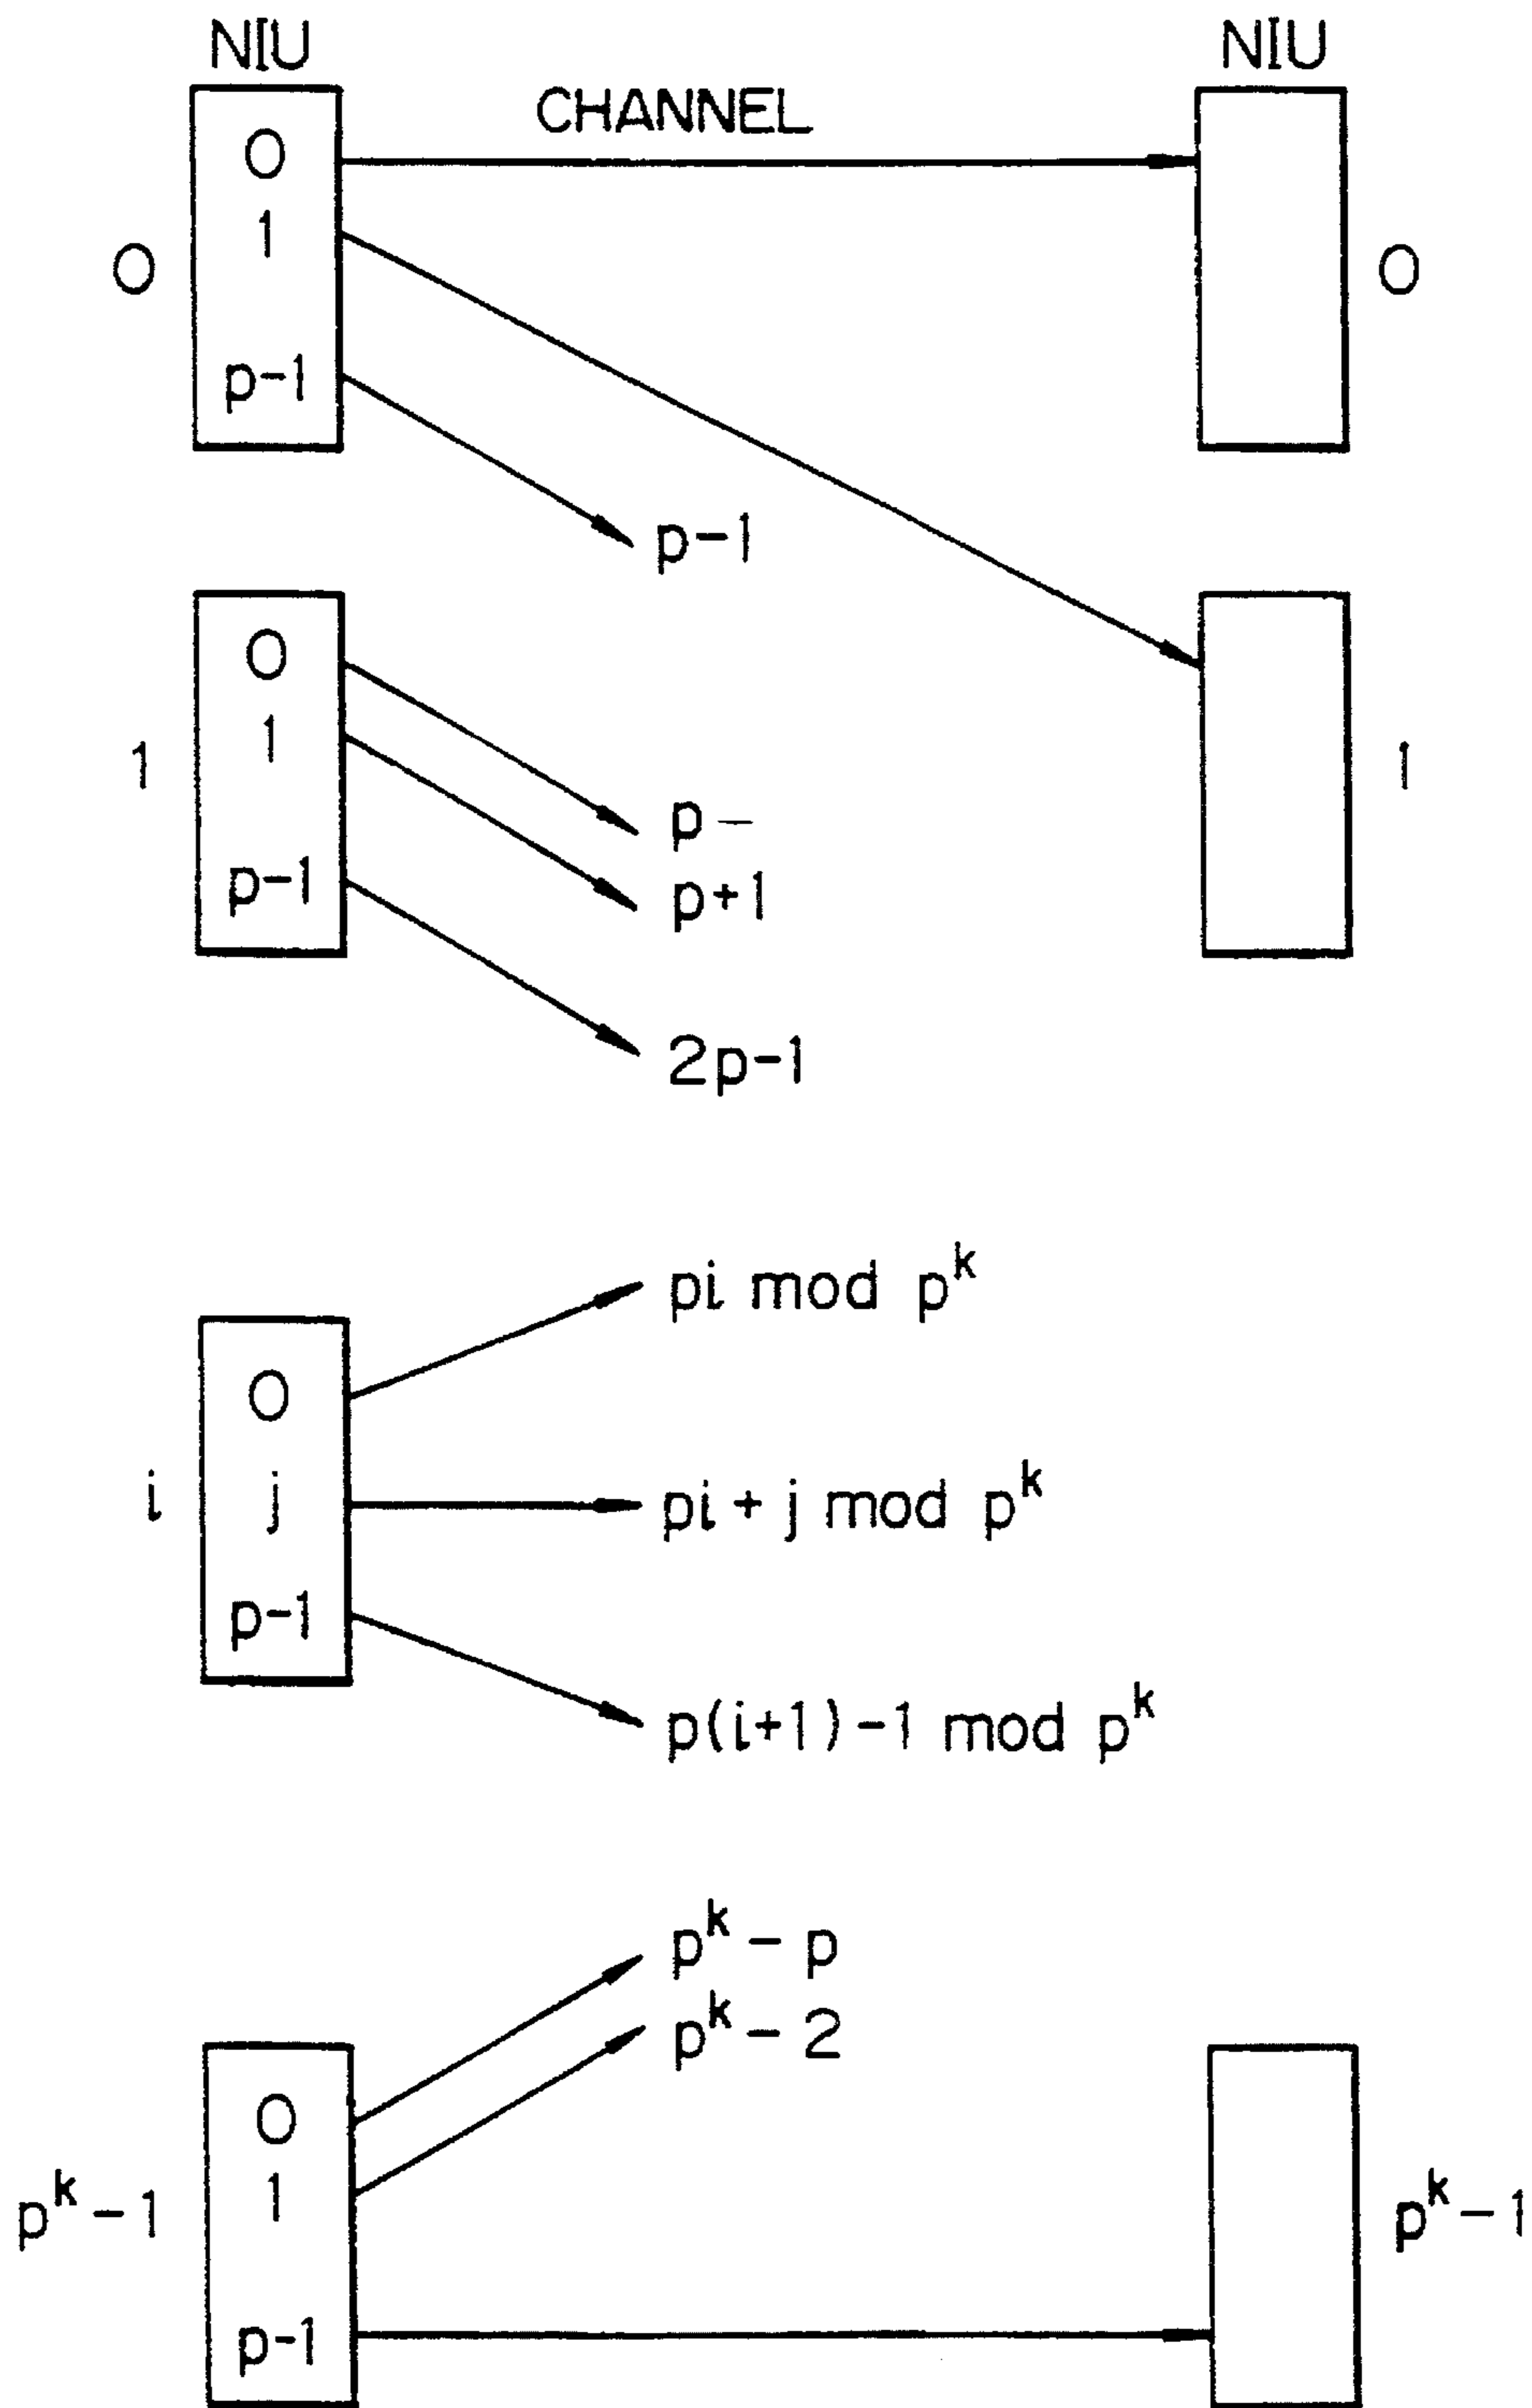 NIU NIU
CHANNEL
0
1
0 0
p-1
p-1
0
1
1 1
p-
p-1
p+1
2p-1
pi mod p^k
0
i j pi + j mod p^k
p-1
p(i+1)-1 mod p^k
p^k - p
p^k - 2
0
1
p^k-1 p^k-1
p-1